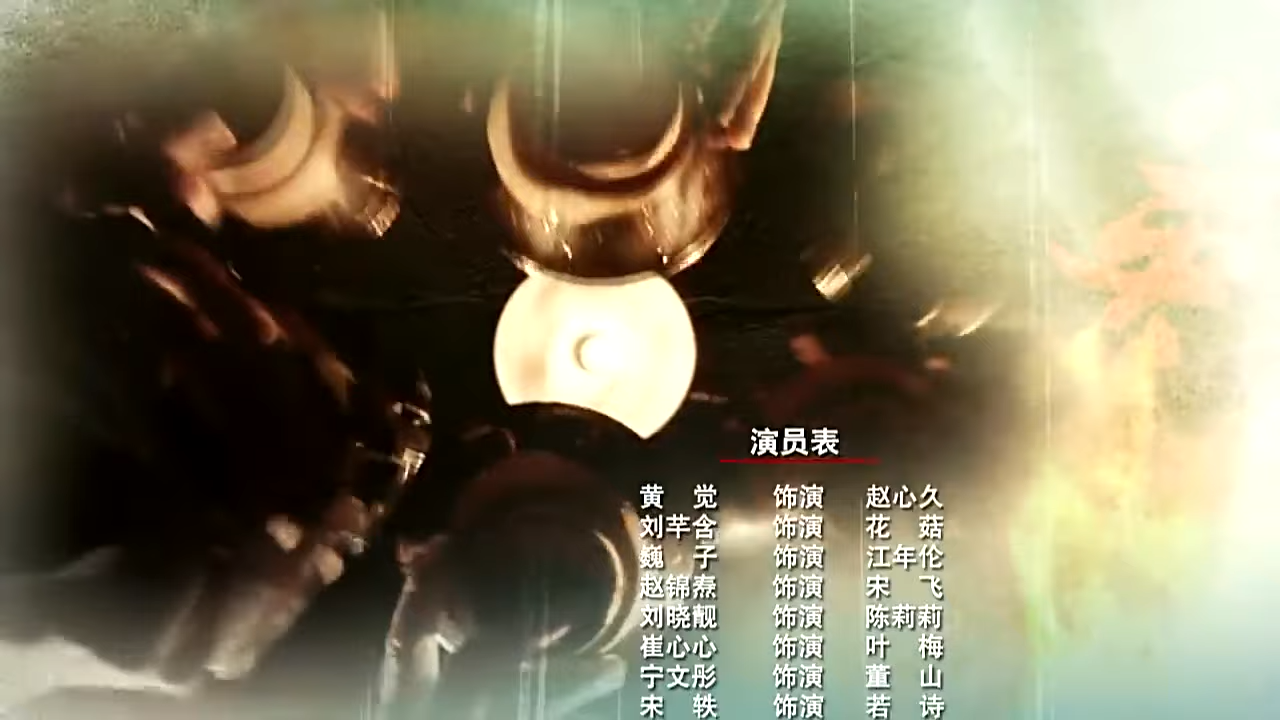 演员表
黄 觉 饰演 赵心久
刘芊含 饰演 花 菇
巍 子 饰演 江年伦
赵锦焘 饰演 宋 飞
刘晓靓 饰演 陈莉莉
崔心心 饰演 叶 梅
宁文彤 饰演 董 山
宋 轶 饰演 若 诗